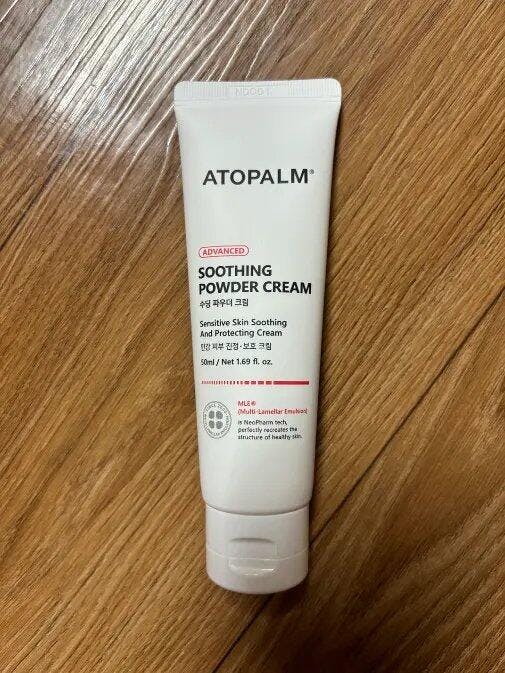 ATOPALM®
ADVANCED
SOOTHING
POWDER CREAM
수딩 파우더 크림
Sensitive Skin Soothing
And Protecting Cream
민감 피부 진정·보호 크림
50ml / Net 1.69 fl. oz.
MLE®
(Multi-Lamellar Emulsion)
is NeoPharm tech,
perfectly recreates the
structure of healthy skin.